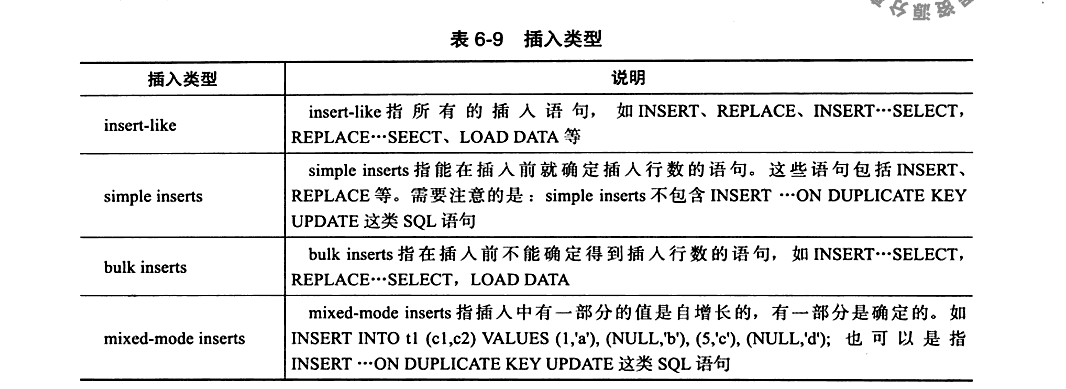 源分
表 6-9 插入类型
插入类型 说明
insert-like
insert-like 指所有的插入语句，如 INSERT、REPLACE、INSERT…SELECT，
REPLACE…SEECT、LOAD DATA 等
simple inserts
simple inserts 指能在插入前就确定插入行数的语句。这些语句包括 INSERT、
REPLACE 等。需要注意的是：simple inserts 不包含 INSERT …ON DUPLICATE KEY
UPDATE 这类 SQL 语句
bulk inserts
bulk inserts 指在插入前不能确定得到插入行数的语句，如 INSERT…SELECT，
REPLACE…SELECT，LOAD DATA
mixed-mode inserts
mixed-mode inserts 指插入中有一部分的值是自增长的，有一部分是确定的。如
INSERT INTO t1 (c1,c2) VALUES (1,'a'), (NULL,'b'), (5,'c'), (NULL,'d'); 也可以是指
INSERT …ON DUPLICATE KEY UPDATE 这类 SQL 语句